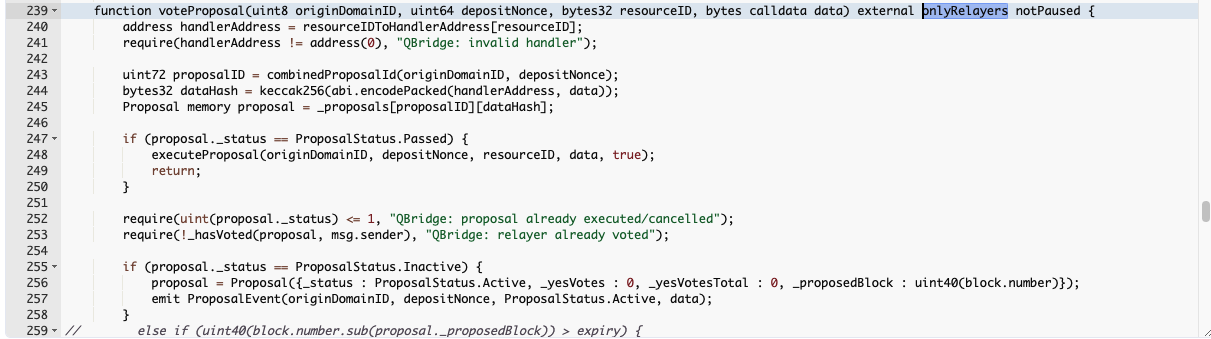 239 function voteProposal(uint8 originDomainID, uint64 depositNonce, bytes32 resourceID, bytes calldata data) external onlyRelayers notPaused {
240 address handlerAddress = resourceIDToHandlerAddress[resourceID];
241 require(handlerAddress != address(0), "QBridge: invalid handler");
242
243 uint72 proposalID = combinedProposalId(originDomainID, depositNonce);
244 bytes32 dataHash = keccak256(abi.encodePacked(handlerAddress, data));
245 Proposal memory proposal = _proposals[proposalID][dataHash];
246
247 if (proposal._status == ProposalStatus.Passed) {
248 executeProposal(originDomainID, depositNonce, resourceID, data, true);
249 return;
250 }
251
252 require(uint(proposal._status) <= 1, "QBridge: proposal already executed/cancelled");
253 require(!_hasVoted(proposal, msg.sender), "QBridge: relayer already voted");
254
255 if (proposal._status == ProposalStatus.Inactive) {
256 proposal = Proposal({_status : ProposalStatus.Active, _yesVotes : 0, _yesVotesTotal : 0, _proposedBlock : uint40(block.number)});
257 emit ProposalEvent(originDomainID, depositNonce, ProposalStatus.Active, data);
258 }
259 // else if (uint40(block.number.sub(proposal._proposedBlock)) > expiry) {